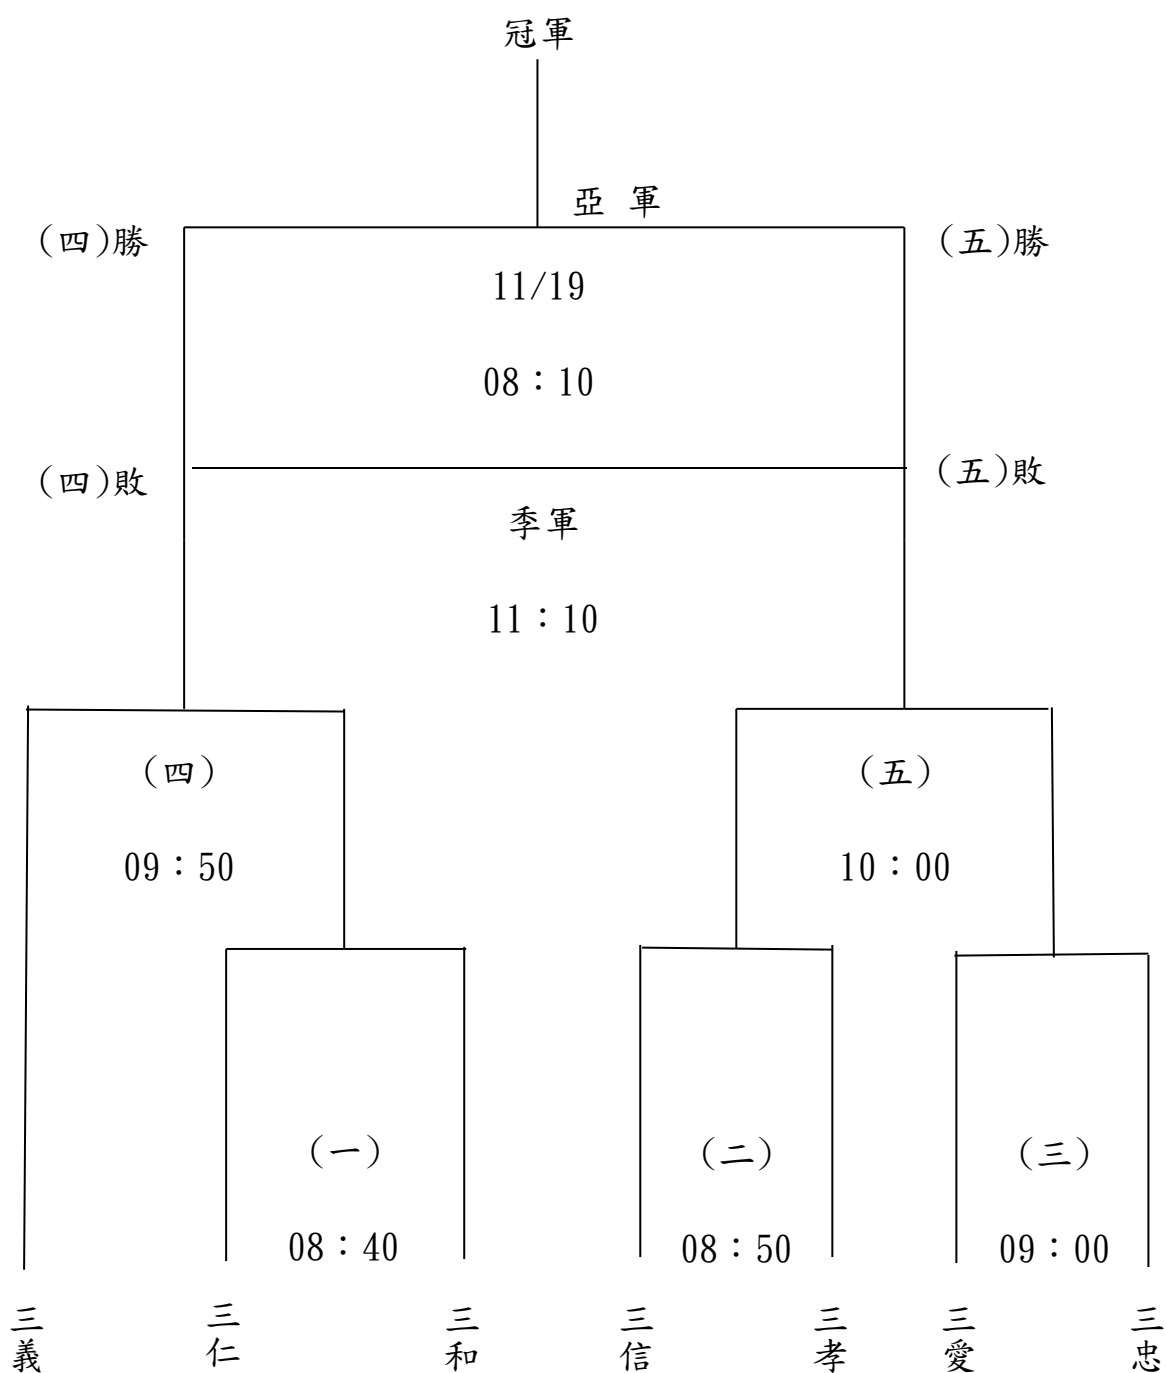 冠軍
亞 軍
(四)勝
(五)勝
11/19
08：10
(四)敗
(五)敗
季軍
11：10
(四)
(五)
09：50
10：00
(一)
(二)
(三)
08：40
08：50
09：00
三義
三仁
三和
三信
三孝
三愛
三忠